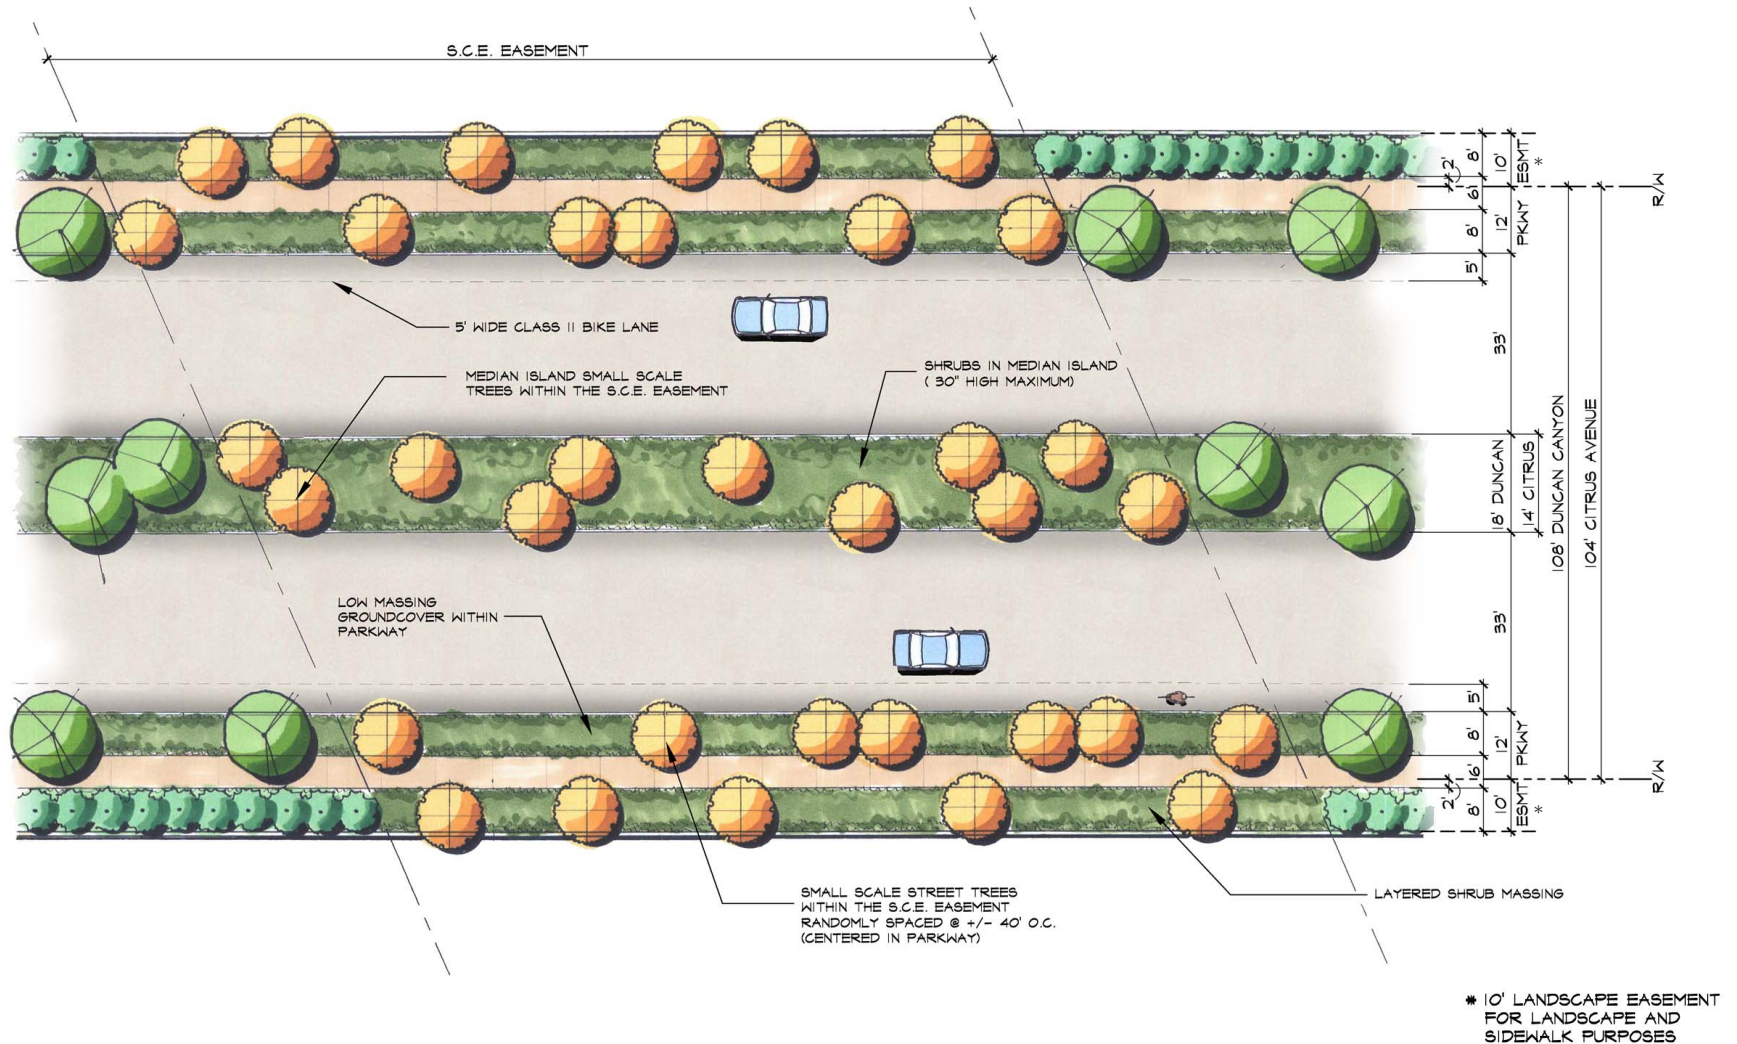 S.C.E. EASEMENT
2'
8'
10'
ESMT
*
R/W
6'
8'
12'
PKWY
5'
5' WIDE CLASS II BIKE LANE
33'
MEDIAN ISLAND SMALL SCALE
TREES WITHIN THE S.C.E. EASEMENT
SHRUBS IN MEDIAN ISLAND
( 30" HIGH MAXIMUM)
18' DUNCAN
14' CITRUS
108' DUNCAN CANYON
104' CITRUS AVENUE
LOW MASSING
GROUNDCOVER WITHIN
PARKWAY
33'
5'
8'
12'
PKWY
6'
R/W
2'
8'
10'
ESMT
*
SMALL SCALE STREET TREES
WITHIN THE S.C.E. EASEMENT
RANDOMLY SPACED @ +/- 40' O.C.
(CENTERED IN PARKWAY)
LAYERED SHRUB MASSING
* 10' LANDSCAPE EASEMENT
FOR LANDSCAPE AND
SIDEWALK PURPOSES